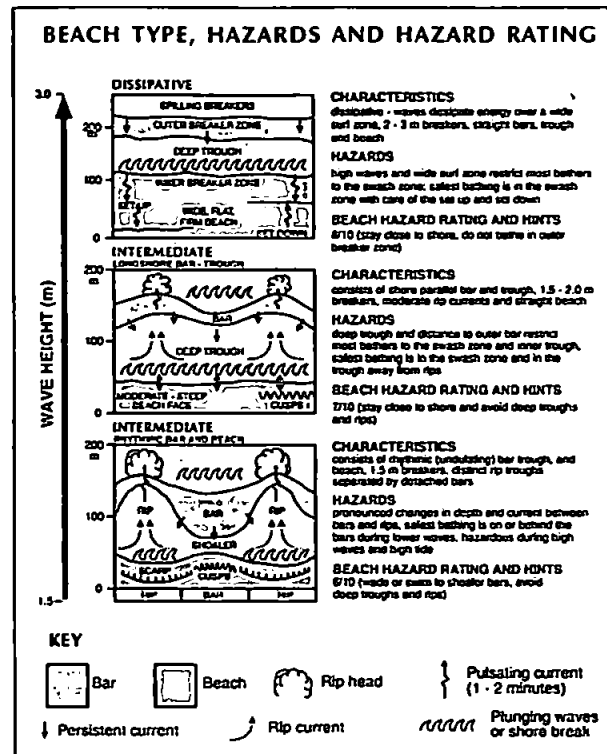 BEACH TYPE, HAZARDS AND HAZARD RATING
WAVE HEIGHT (m)
3.0
1.5
DISSIPATIVE
200
m
100
0
SPILLING BREAKERS
OUTER BREAKER ZONE
DEEP TROUGH
INNER BREAKER ZONE
SET UP
WIDE, FLAT,
FIRM BEACH
SET DOWN
CHARACTERISTICS
dissipative - waves dissipate energy over a wide
surf zone, 2 - 3 m breakers, straight bars, trough
and beach
HAZARDS
high waves and wide surf zone restrict most bathers
to the swash zone; safest bathing is in the swash
zone with care of the set up and set down
BEACH HAZARD RATING AND HINTS
8/10 (stay close to shore, do not bathe in outer
breaker zone)
INTERMEDIATE
LONGSHORE BAR - TROUGH
200
m
100
0
BAR
DEEP TROUGH
MODERATE - STEEP
BEACH FACE
CUSPS
CHARACTERISTICS
consists of shore parallel bar and trough, 1.5 - 2.0 m
breakers, moderate rip currents and straight beach
HAZARDS
deep trough and distance to outer bar restrict
most bathers to the swash zone and inner trough,
safest bathing is in the swash zone and in the
trough away from rips
BEACH HAZARD RATING AND HINTS
7/10 (stay close to shore and avoid deep troughs
and rips)
INTERMEDIATE
RHYTHMIC BAR AND BEACH
200
m
100
0
RIP
BAR
RIP
SHOALER
SCARP
CUSPS
RIP
BAR
RIP
CHARACTERISTICS
consists of rhythmic (undulating) bar trough, and
beach, 1.5 m breakers, distinct rip troughs
separated by detached bars
HAZARDS
pronounced changes in depth and current between
bars and rips, safest bathing is on or behind the
bars during lower waves, hazardous during high
waves and high tide
BEACH HAZARD RATING AND HINTS
6/10 (wade or swim to shoaler bars, avoid
deep troughs and rips)
KEY
Bar
Beach
Rip head
Pulsating current
(1 - 2 minutes)
Persistent current
Rip current
Plunging waves
or shore break